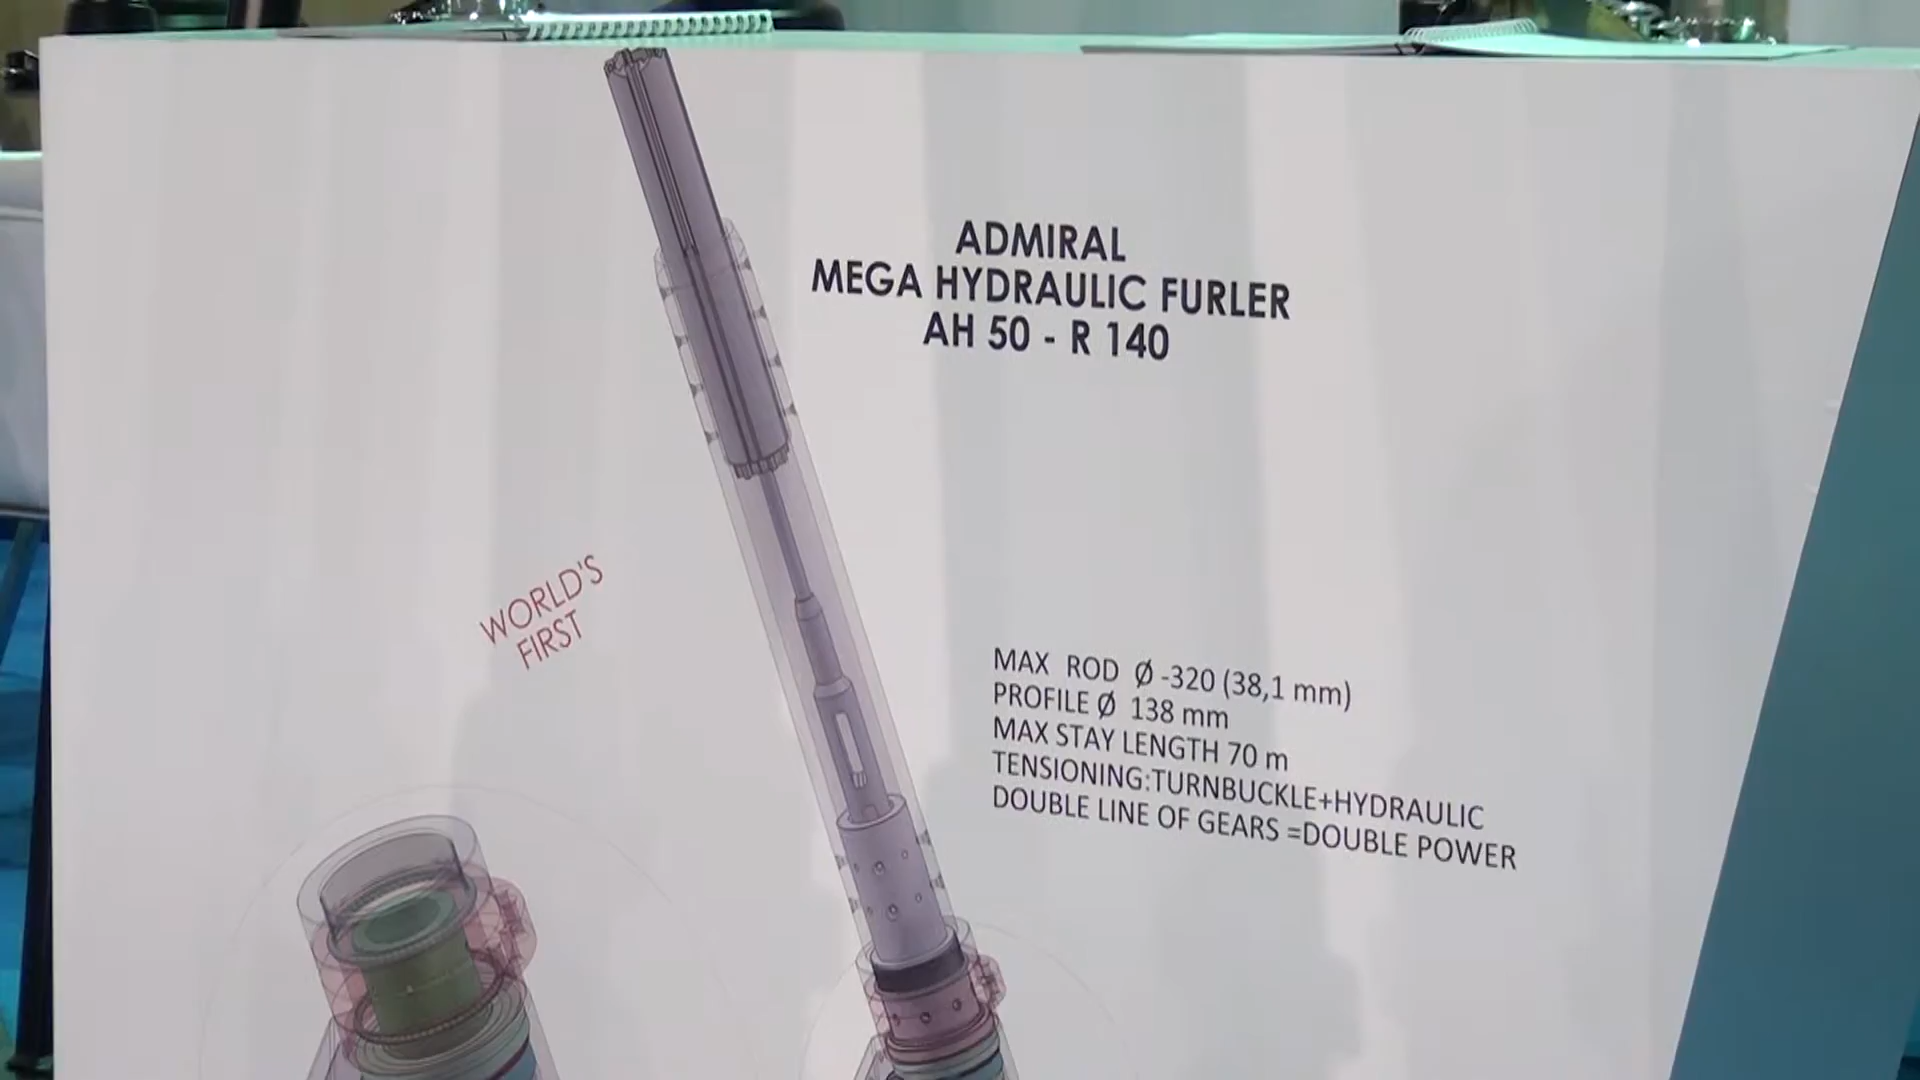 ADMIRAL
MEGA HYDRAULIC FURLER
AH 50 - R 140
WORLD'S
FIRST
MAX ROD Ø -320 (38,1 mm)
PROFILE Ø 138 mm
MAX STAY LENGTH 70 m
TENSIONING:TURNBUCKLE+HYDRAULIC
DOUBLE LINE OF GEARS =DOUBLE POWER